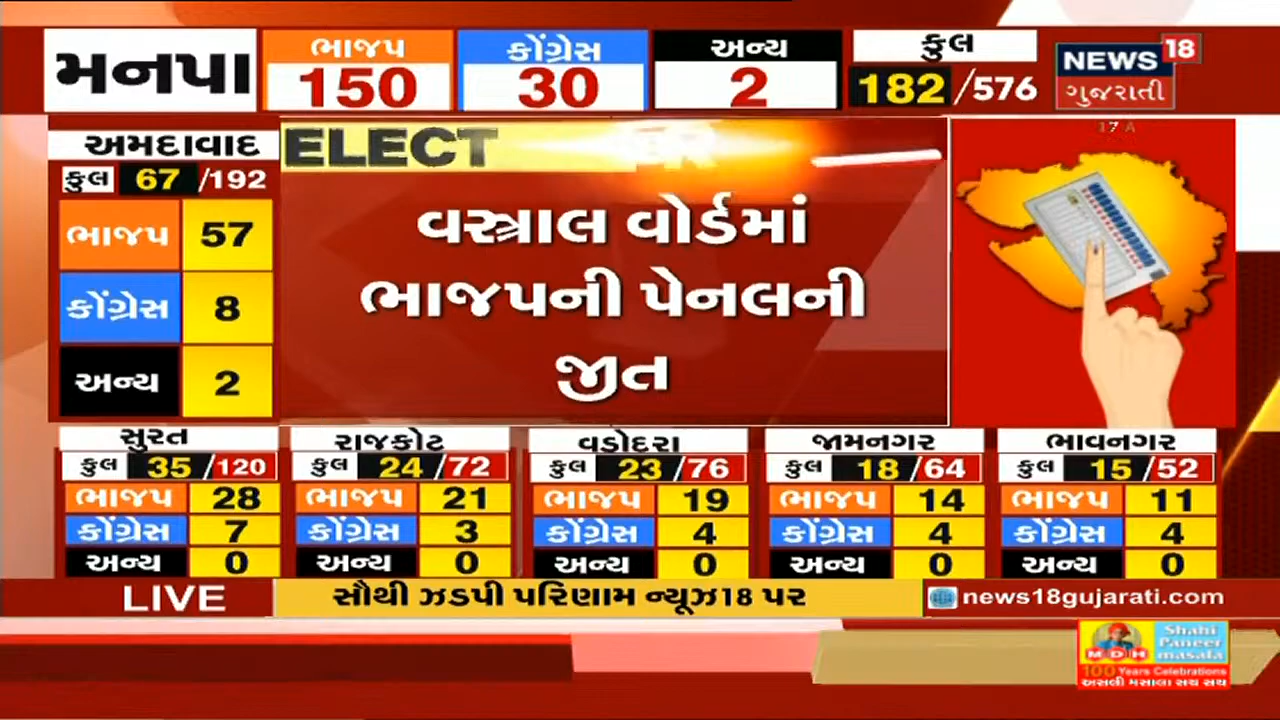 મનપા ભાજપ 150 કોંગ્રેસ 30 અન્ય 2 કુલ 182/576
NEWS 18 ગુજરાતી
અમદાવાદ
કુલ 67/192
ભાજપ 57
કોંગ્રેસ 8
અન્ય 2
ELECT
વસ્ત્રાલ વોર્ડમાં
ભાજપની પેનલની
જીત
સુરત રાજકોટ વડોદરા જામનગર ભાવનગર
કુલ 35/120 કુલ 24/72 કુલ 23/76 કુલ 18/64 કુલ 15/52
ભાજપ 28 ભાજપ 21 ભાજપ 19 ભાજપ 14 ભાજપ 11
કોંગ્રેસ 7 કોંગ્રેસ 3 કોંગ્રેસ 4 કોંગ્રેસ 4 કોંગ્રેસ 4
અન્ય 0 અન્ય 0 અન્ય 0 અન્ય 0 અન્ય 0
LIVE સૌથી ઝડપી પરિણામ ન્યૂઝ18 પર news18gujarati.com
MDH Shahi Paneer masala
100 Years Celebrations
અસલી મસાલા સચ સચ